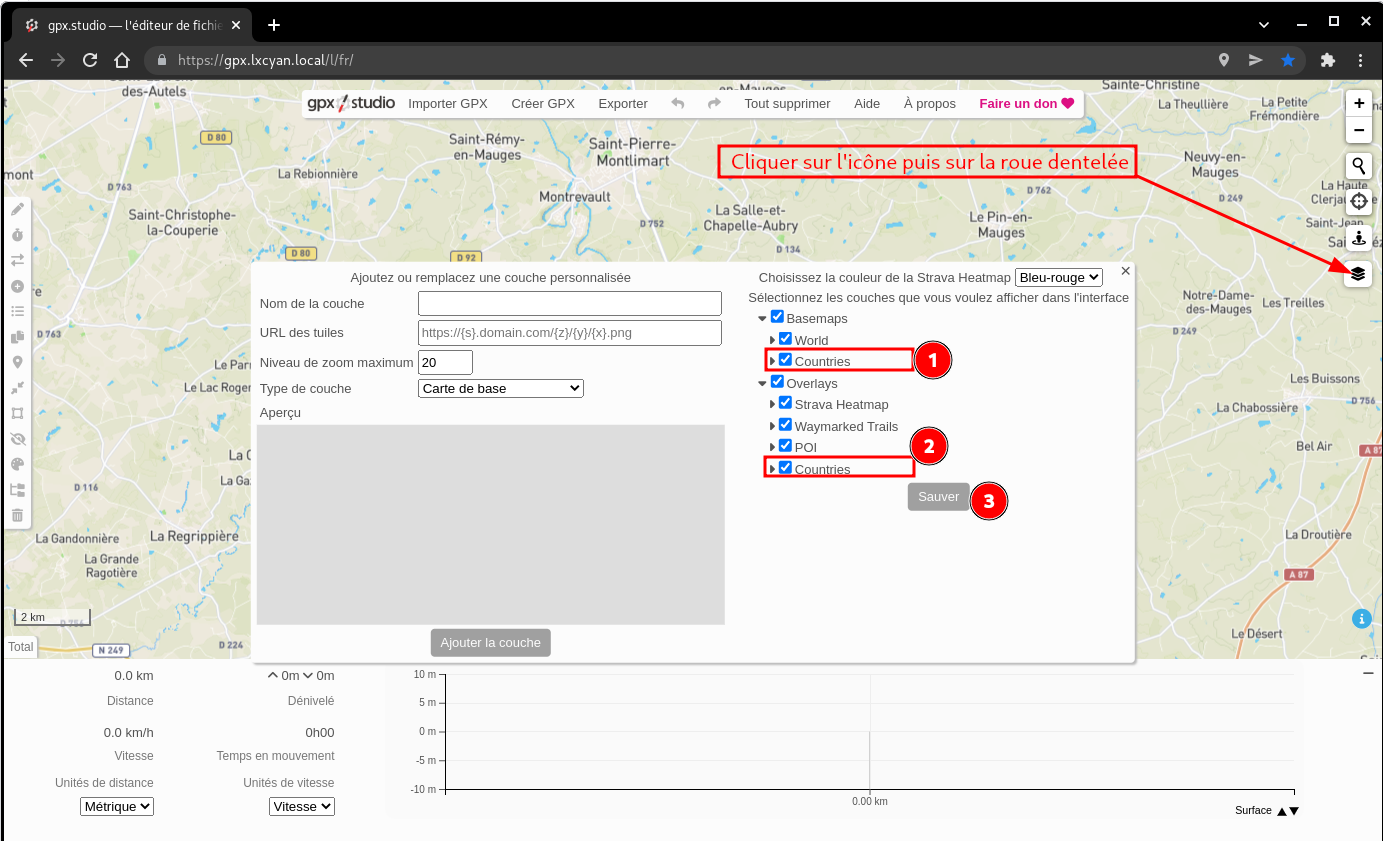 gpx.studio — l'éditeur de fichie
https://gpx.lxcyan.local/l/fr/
des-Autels
en-Mauges
Sainte-Christine
La Theullière
La Petite
Frémondière
gpx studio
Importer GPX
Créer GPX
Exporter
Tout supprimer
Aide
À propos
Faire un don
+
−
D 80
Saint-Rémy-
en-Mauges
Saint-Pierre-
Montlimart
Cliquer sur l'icône puis sur la roue dentelée
Neuvy-en-
Mauges
mont
La Rebionnière
D 763
Montrevault
D 762
D 249
La Haute
Clerja
Saint-Christophe-
la-Couperie
La Salle-et-
Chapelle-Aubry
D 752
Le Pin-en-
Mauges
Saint-Jean
D 80
D 92
D 134
Ajoutez ou remplacez une couche personnalisée
Nom de la couche
URL des tuiles
https://{s}.domain.com/{z}/{y}/{x}.png
Niveau de zoom maximum
20
Type de couche
Carte de base
Aperçu
Ajouter la couche
Choisissez la couleur de la Strava Heatmap
Bleu-rouge
Sélectionnez les couches que vous voulez afficher dans l'interface
Basemaps
World
Countries
1
Overlays
Strava Heatmap
Waymarked Trails
POI
2
Countries
Sauver
3
Notre-Dame-
des-Mauges
Les Treilles
D 249
D 763
Le Parr
Le Lac Roger
Les Buissons
D 756
La Chabossière
Bel Air
A 87
La G
La Ga
D 116
La Gandonnière
La Regrippière
La Grande
Ragotière
La Droutière
A 87
2 km
D 756
Le Désert
Total
N 249
D 224
0.0 km
0m
0m
Distance
Dénivelé
0.0 km/h
0h00
Vitesse
Temps en mouvement
Unités de distance
Unités de vitesse
Métrique
Vitesse
10 m
5 m
0 m
-5 m
-10 m
0.00 km
Surface